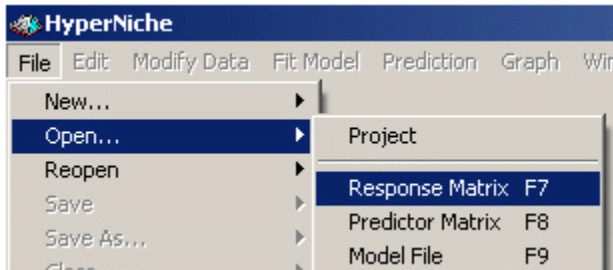 HyperNiche
File Edit Modify Data Fit Model Prediction Graph
New...
Open... Project
Reopen Response Matrix F7
Save Predictor Matrix F8
Save As... Model File F9